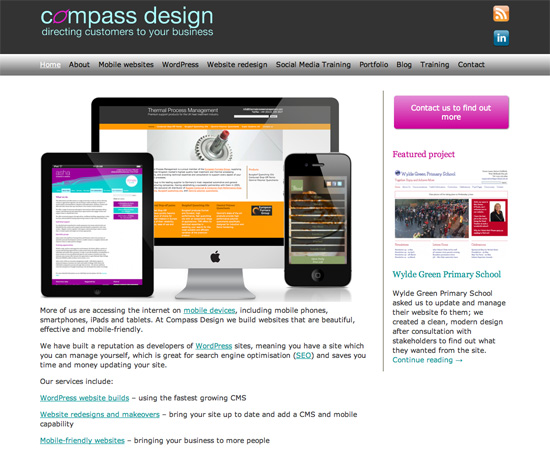 compass design
directing customers to your business
Home About Mobile websites WordPress Website redesign Social Media Training Portfolio Blog Training Contact
Thermal Process Management
aoha
Contact us to find out
more
Featured project
Wylde Green Primary School
Wylde Green Primary School
Wylde Green Primary School
asked us to update and manage
their website fo them; we
created a clean, modern design
after consultation with
stakeholders to find out what
they wanted from the site.
Continue reading →
More of us are accessing the internet on mobile devices, including mobile phones,
smartphones, iPads and tablets. At Compass Design we build websites that are beautiful,
effective and mobile-friendly.
We have built a reputation as developers of WordPress sites, meaning you have a site which
you can manage yourself, which is great for search engine optimisation (SEO) and saves you
time and money updating your site.
Our services include:
WordPress website builds – using the fastest growing CMS
Website redesigns and makeovers – bring your site up to date and add a CMS and mobile
capability
Mobile-friendly websites – bringing your business to more people